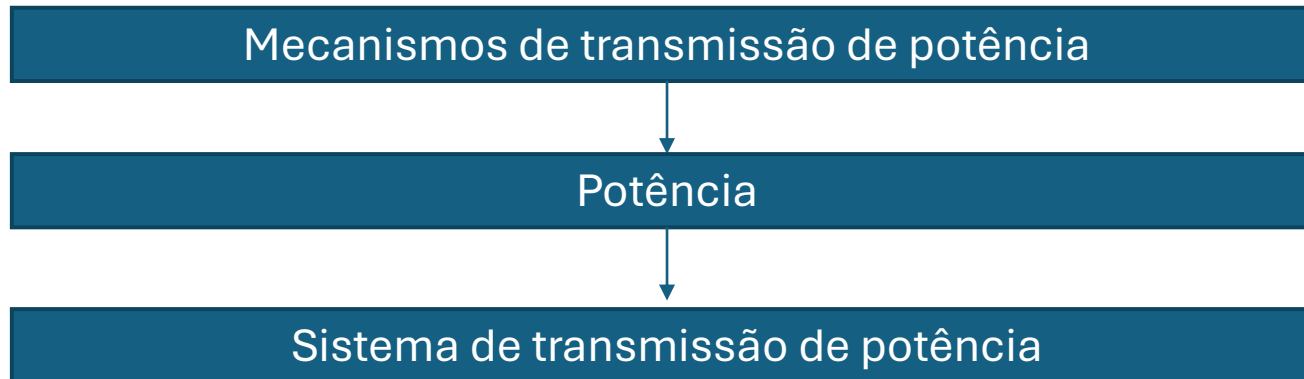 Mecanismos de transmissão de potência
Potência
Sistema de transmissão de potência